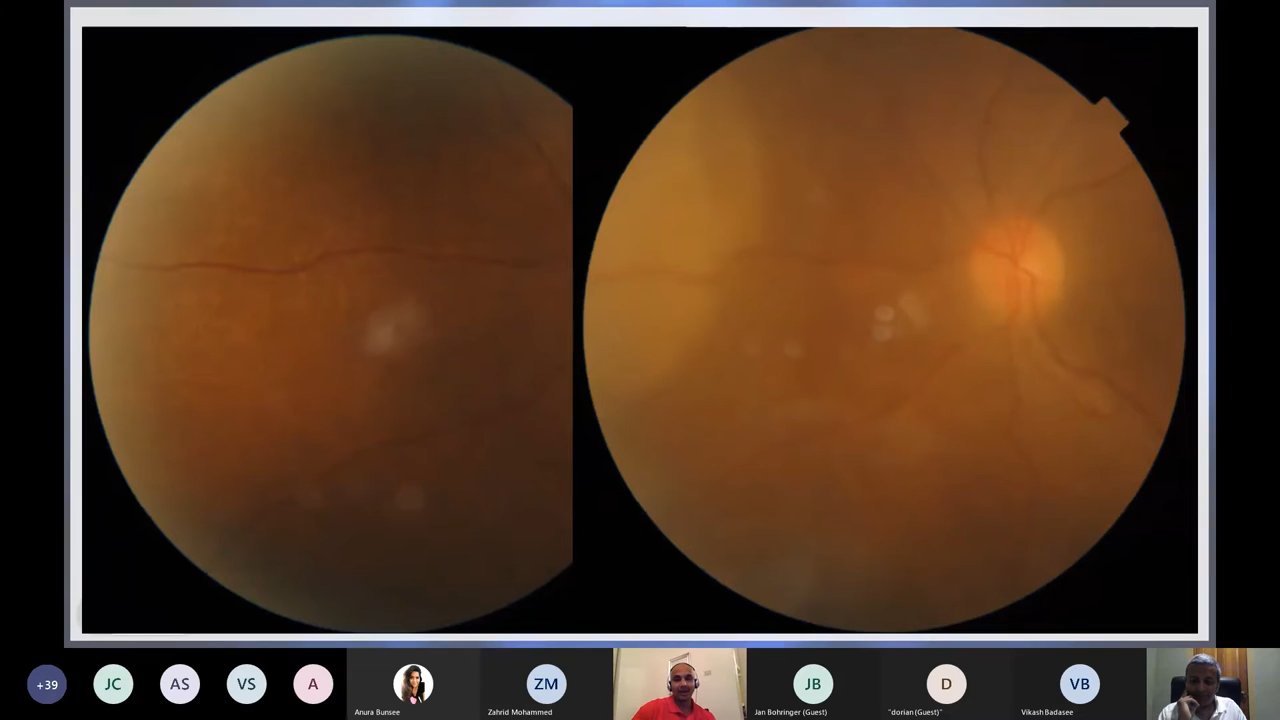 +39
JC
AS
VS
A
Anura Bunsee
ZM
Zahrid Mohammed
JB
Jan Bohringer (Guest)
D
"dorian (Guest)"
VB
Vikash Badasee